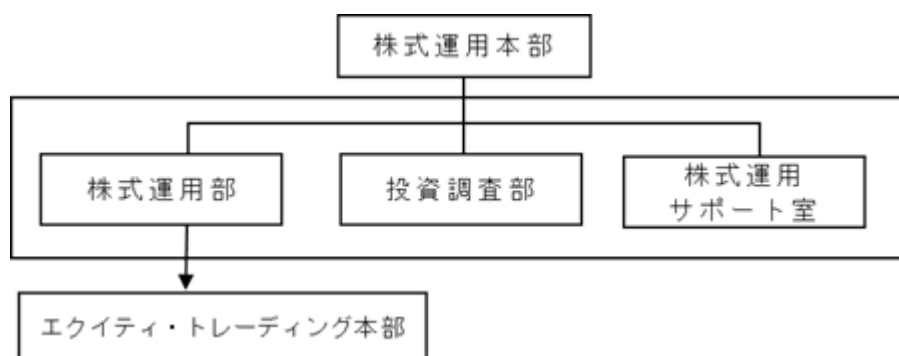 株式運用本部
株式運用部
投資調査部
株式運用
サポート室
エクイティ・トレーディング本部